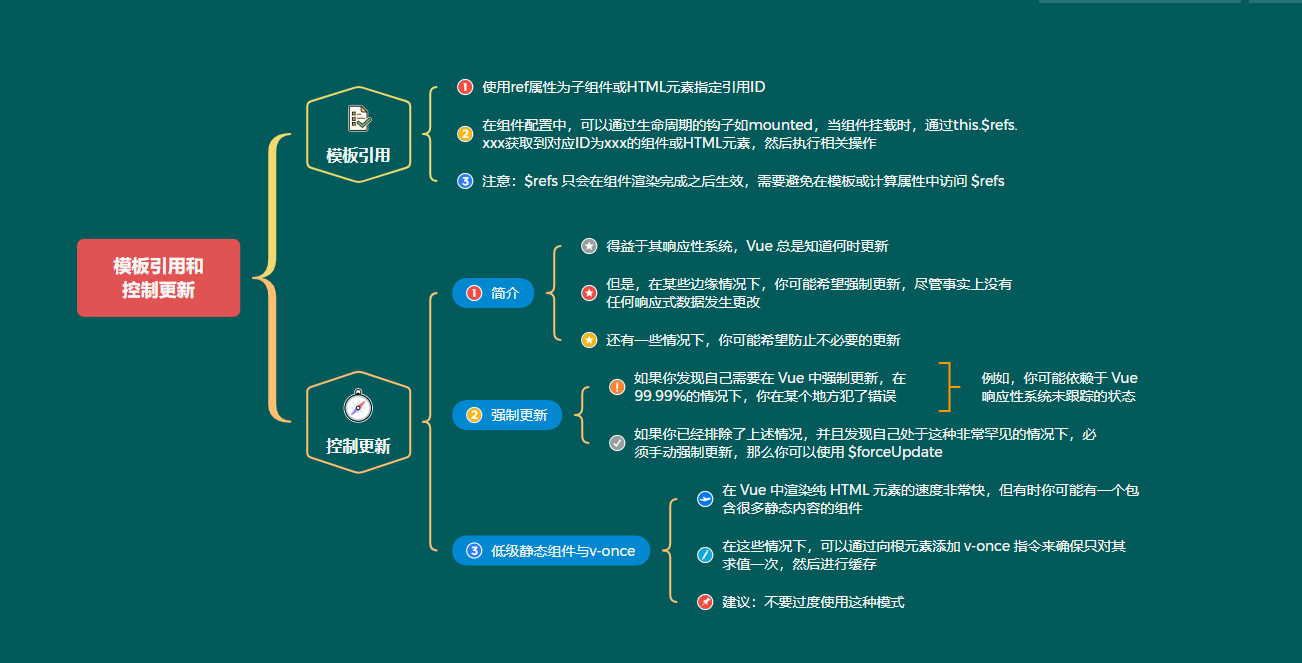 模板引用和
控制更新
模板引用
1 使用ref属性为子组件或HTML元素指定引用ID
2 在组件配置中，可以通过生命周期的钩子如mounted，当组件挂载时，通过this.$refs.
xxx获取到对应ID为xxx的组件或HTML元素，然后执行相关操作
3 注意：$refs 只会在组件渲染完成之后生效，需要避免在模板或计算属性中访问 $refs
控制更新
1 简介
得益于其响应性系统，Vue 总是知道何时更新
但是，在某些边缘情况下，你可能希望强制更新，尽管事实上没有
任何响应式数据发生更改
还有一些情况下，你可能希望防止不必要的更新
2 强制更新
如果你发现自己需要在 Vue 中强制更新，在
99.99%的情况下，你在某个地方犯了错误
例如，你可能依赖于 Vue
响应性系统未跟踪的状态
如果你已经排除了上述情况，并且发现自己处于这种非常罕见的情况下，必
须手动强制更新，那么你可以使用 $forceUpdate
3 低级静态组件与v-once
在 Vue 中渲染纯 HTML 元素的速度非常快，但有时你可能有一个包
含很多静态内容的组件
在这些情况下，可以通过向根元素添加 v-once 指令来确保只对其
求值一次，然后进行缓存
建议：不要过度使用这种模式